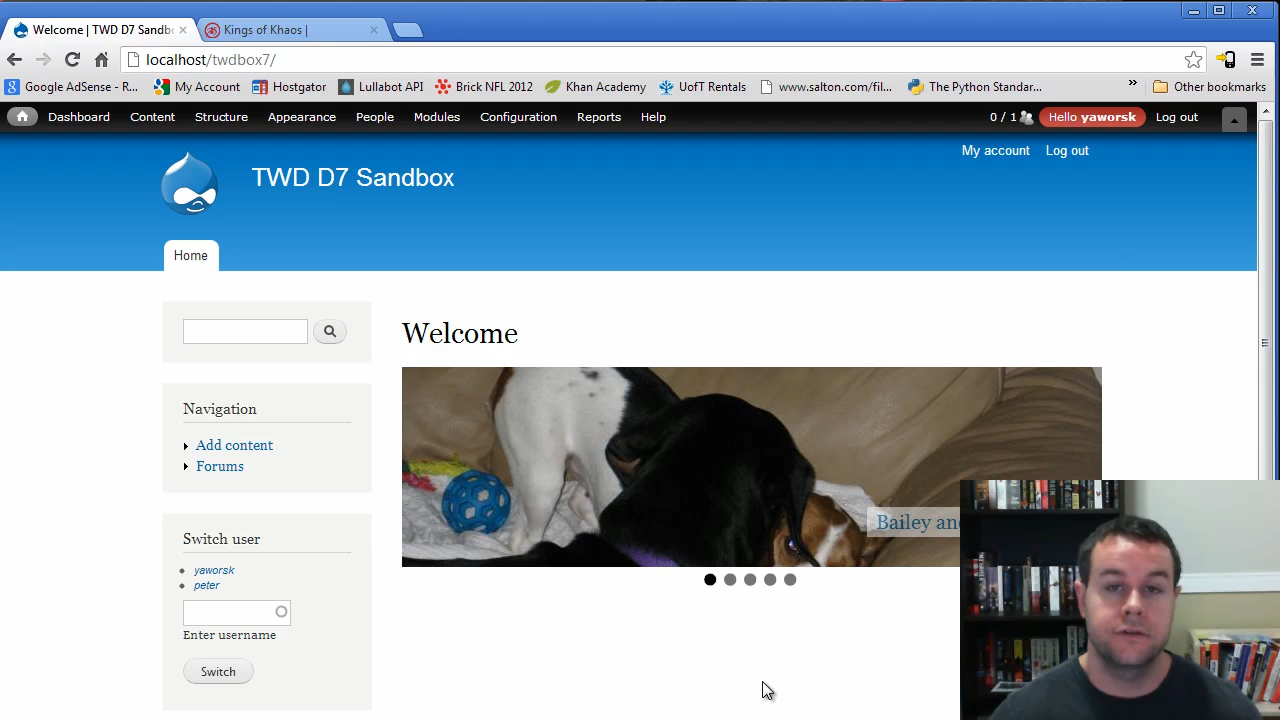 Welcome | TWD D7 Sandb
Kings of Khaos |
localhost/twdbox7/
Google AdSense - R...
My Account
Hostgator
Lullabot API
Brick NFL 2012
Khan Academy
UofT Rentals
www.salton.com/fil...
The Python Standar...
Other bookmarks
Dashboard Content Structure Appearance People Modules Configuration Reports Help
0 / 1
Hello yaworsk
Log out
My account Log out
TWD D7 Sandbox
Home
Welcome
Navigation
Add content
Forums
Bailey an
Switch user
yaworsk
peter
Enter username
Switch